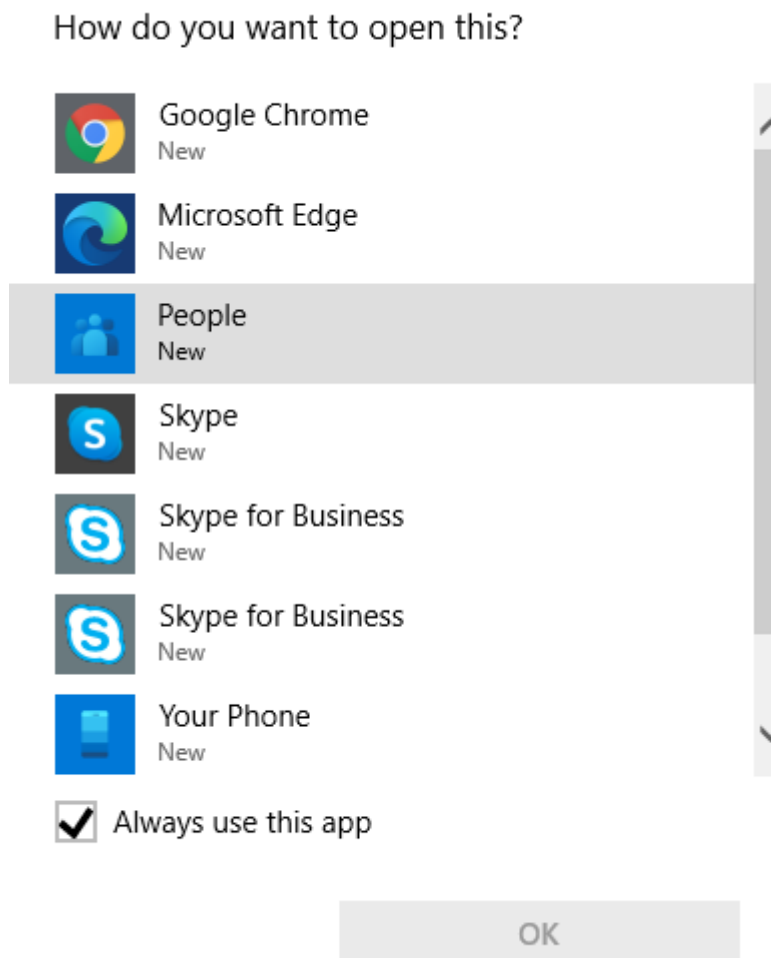 How do you want to open this?
Google Chrome
New
Microsoft Edge
New
People
New
Skype
New
Skype for Business
New
Skype for Business
New
Your Phone
New
Always use this app
OK